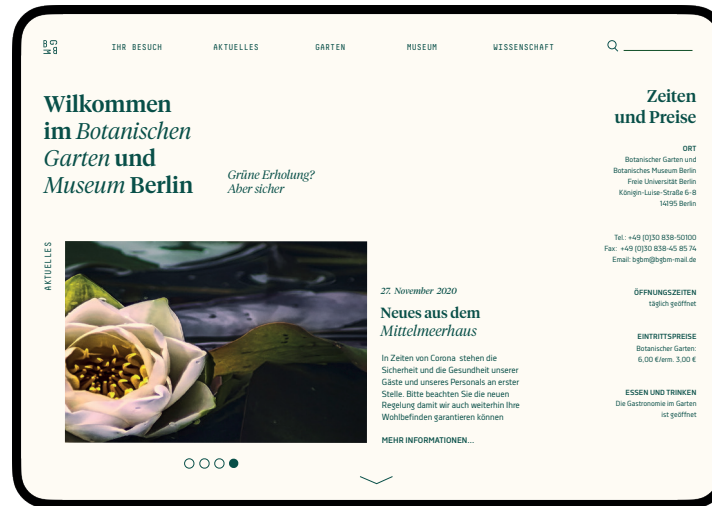 BG
BM
IHR BESUCH
AKTUELLES
GARTEN
MUSEUM
WISSENSCHAFT
Wilkommen
im Botanischen
Garten und
Museum Berlin
Grüne Erholung?
Aber sicher
AKTUELLES
27. November 2020
Neues aus dem
Mittelmeerhaus
In Zeiten von Corona stehen die
Sicherheit und die Gesundheit unserer
Gäste und unseres Personals an erster
Stelle. Bitte beachten Sie die neuen
Regelung damit wir auch weiterhin Ihre
Wohlbefinden garantieren können
MEHR INFORMATIONEN...
Zeiten
und Preise
ORT
Botanischer Garten und
Botanisches Museum Berlin
Freie Universität Berlin
Königin-Luise-Straße 6-8
14195 Berlin
Tel.: +49 (0)30 838-50100
Fax: +49 (0)30 838-45 85 74
Email: bgbm@bgbm-mail.de
ÖFFNUNGSZEITEN
täglich geöffnet
EINTRITTSPREISE
Botanischer Garten:
6,00 €/erm. 3,00 €
ESSEN UND TRINKEN
Die Gastronomie im Garten
ist geöffnet